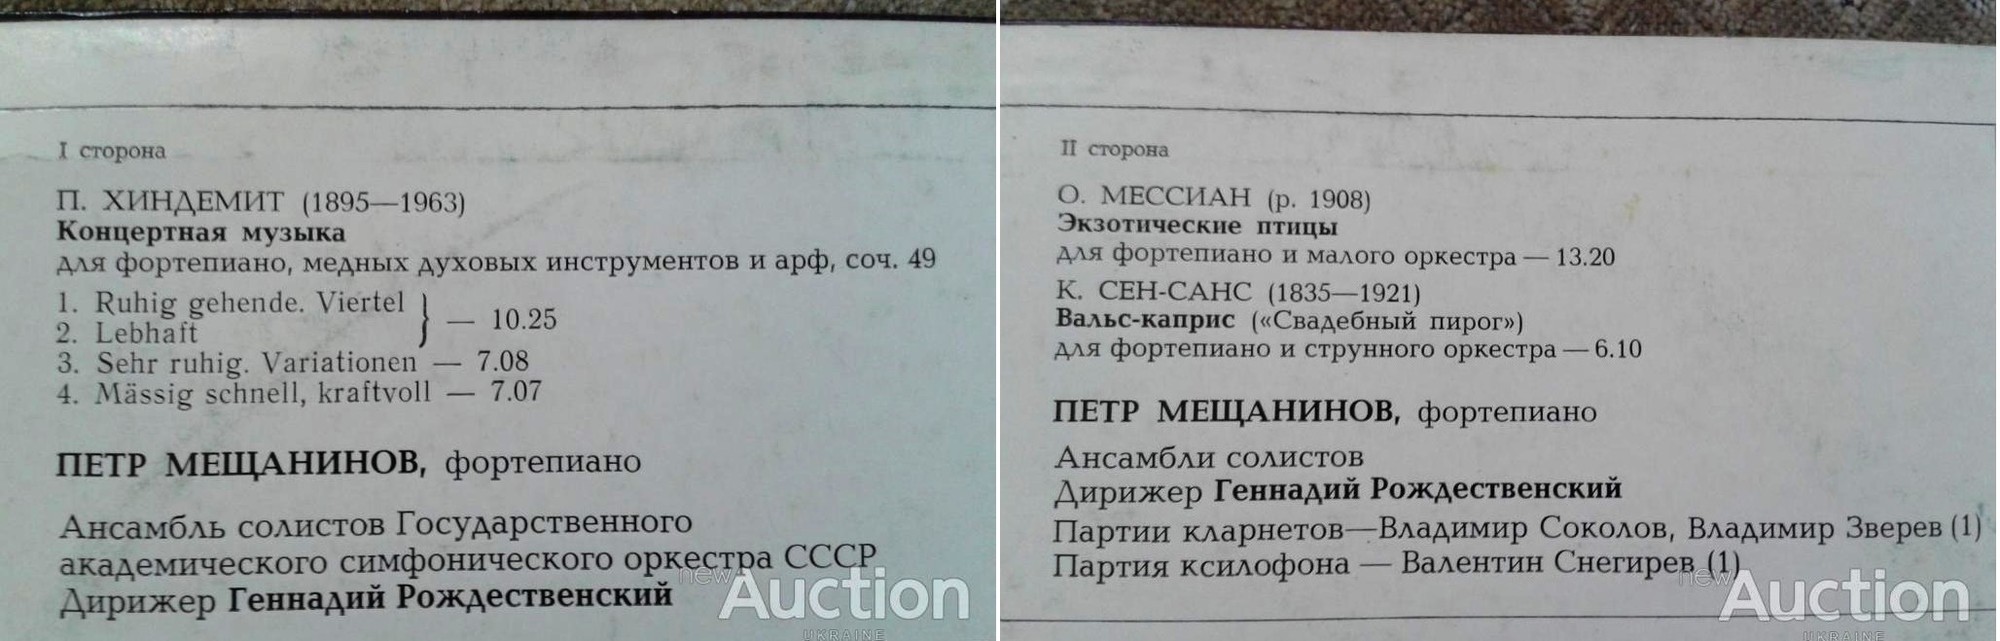 I сторона
П. ХИНДЕМИТ (1895—1963)
Концертная музыка
для фортепиано, медных духовых инструментов и арф, соч. 49
1. Ruhig gehende. Viertel
2. Lebhaft
} — 10.25
3. Sehr ruhig. Variationen — 7.08
4. Mässig schnell, kraftvoll — 7.07
ПЕТР МЕЩАНИНОВ, фортепиано
Ансамбль солистов Государственного
академического симфонического оркестра СССР
Дирижер Геннадий Рождественский
new Auction
UKRAINE
II сторона
О. МЕССИАН (р. 1908)
Экзотические птицы
для фортепиано и малого оркестра — 13.20
К. СЕН-САНС (1835—1921)
Вальс-каприс («Свадебный пирог»)
для фортепиано и струнного оркестра — 6.10
ПЕТР МЕЩАНИНОВ, фортепиано
Ансамбли солистов
Дирижер Геннадий Рождественский
Партии кларнетов—Владимир Соколов, Владимир Зверев (1)
Партия ксилофона — Валентин Снегирев (1)
new Auction
UKRAINE